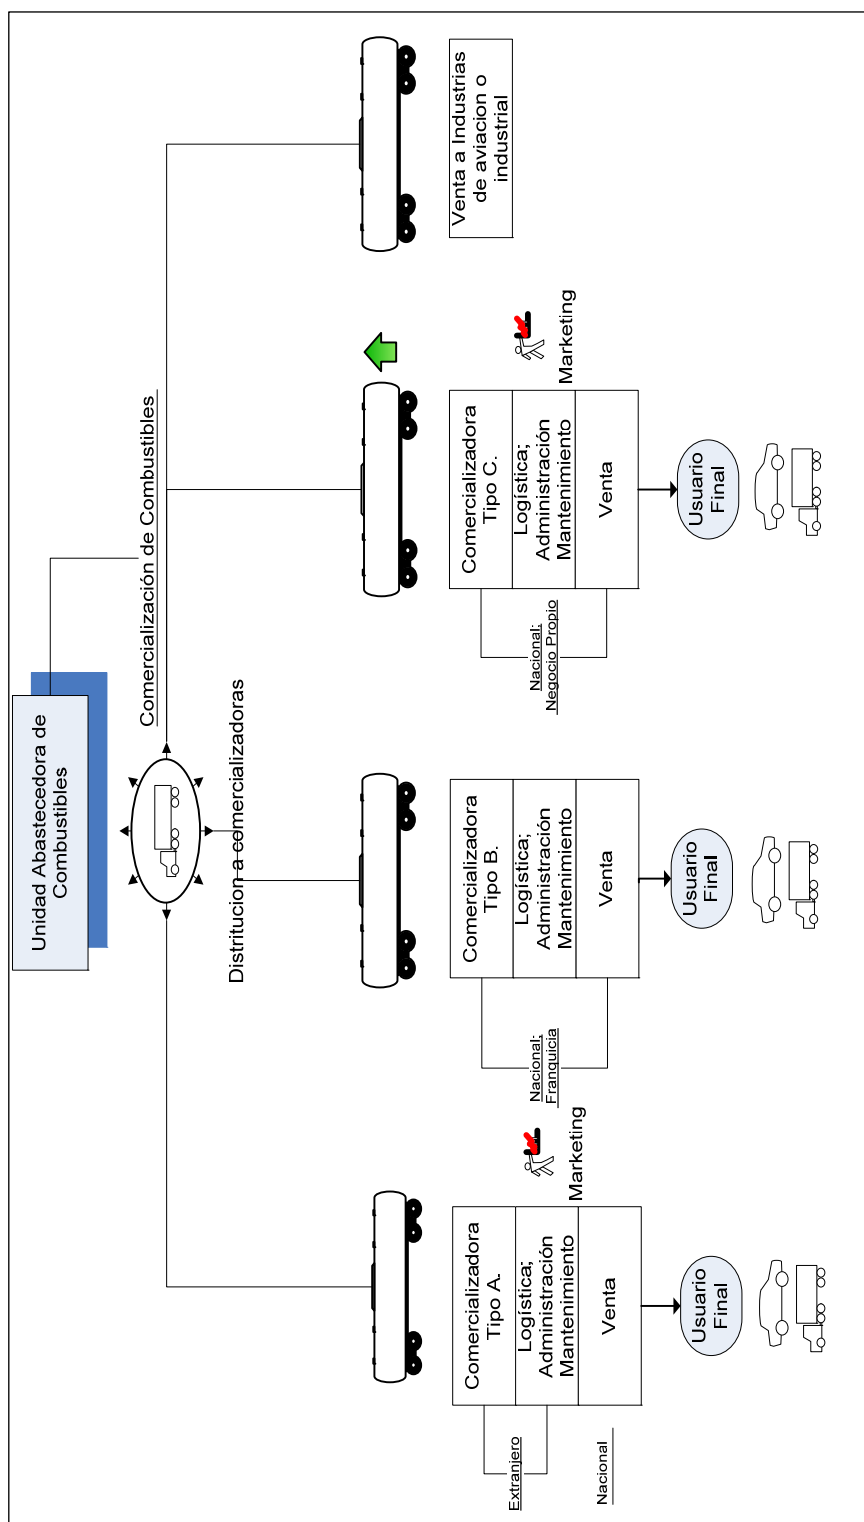 Unidad Abastecedora de
Combustibles
Comercialización de Combustibles
Distritucion a comercializadoras
Extranjero
Nacional
Comercializadora
Tipo A.
Logística;
Administración
Mantenimiento
Venta
Marketing
Usuario
Final
Nacional;
Franquicia
Comercializadora
Tipo B.
Logística;
Administración
Mantenimiento
Venta
Usuario
Final
Nacional;
Negocio Propio
Comercializadora
Tipo C.
Logística;
Administración
Mantenimiento
Venta
Marketing
Usuario
Final
Venta a Industrias
de aviacion o
industrial